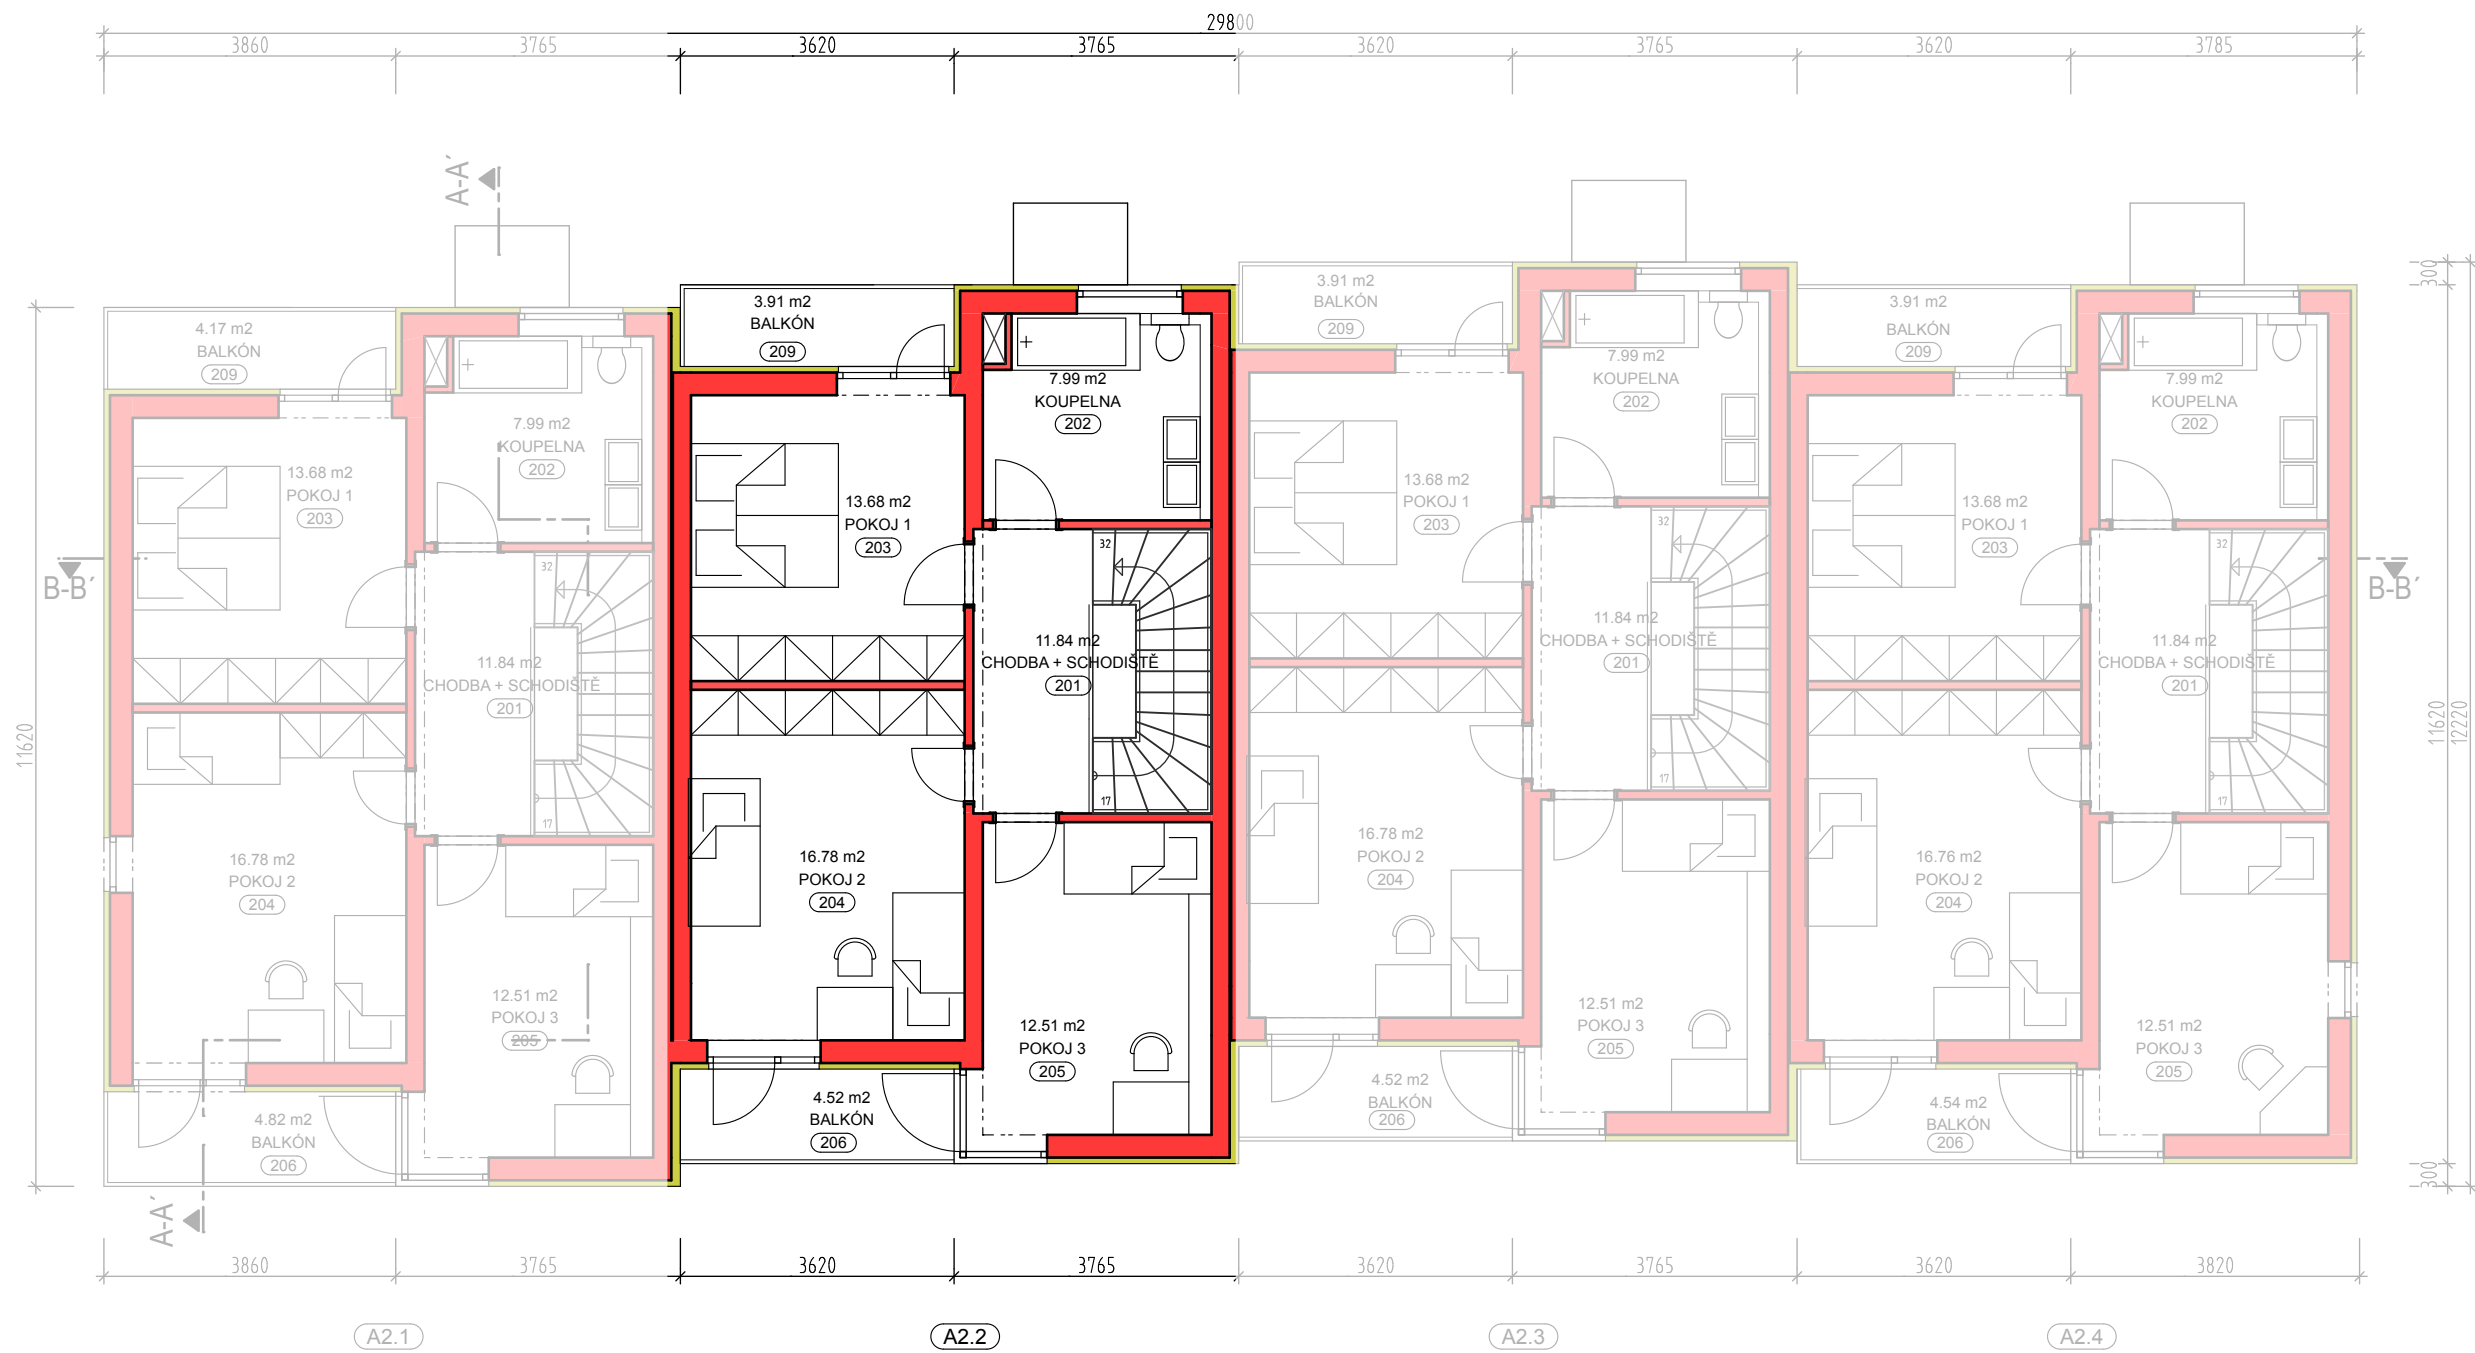 29800
3860 3765 3620 3765 3620 3765 3620 3785
A-A´
4.17 m2
BALKÓN
209
7.99 m2
KOUPELNA
202
13.68 m2
POKOJ 1
203
32
11.84 m2
CHODBA + SCHODIŠTĚ
201
17
16.78 m2
POKOJ 2
204
12.51 m2
POKOJ 3
205
4.82 m2
BALKÓN
206
B-B´
11620
A-A´
3.91 m2
BALKÓN
209
7.99 m2
KOUPELNA
202
13.68 m2
POKOJ 1
203
32
11.84 m2
CHODBA + SCHODIŠTĚ
201
17
16.78 m2
POKOJ 2
204
12.51 m2
POKOJ 3
205
4.52 m2
BALKÓN
206
3.91 m2
BALKÓN
209
7.99 m2
KOUPELNA
202
13.68 m2
POKOJ 1
203
32
11.84 m2
CHODBA + SCHODIŠTĚ
201
17
16.78 m2
POKOJ 2
204
12.51 m2
POKOJ 3
205
4.52 m2
BALKÓN
206
3.91 m2
BALKÓN
209
7.99 m2
KOUPELNA
202
13.68 m2
POKOJ 1
203
32
11.84 m2
CHODBA + SCHODIŠTĚ
201
17
16.76 m2
POKOJ 2
204
12.51 m2
POKOJ 3
205
4.54 m2
BALKÓN
206
B-B´
300
11620
12220
300
3860 3765 3620 3765 3620 3765 3620 3820
A2.1 A2.2 A2.3 A2.4